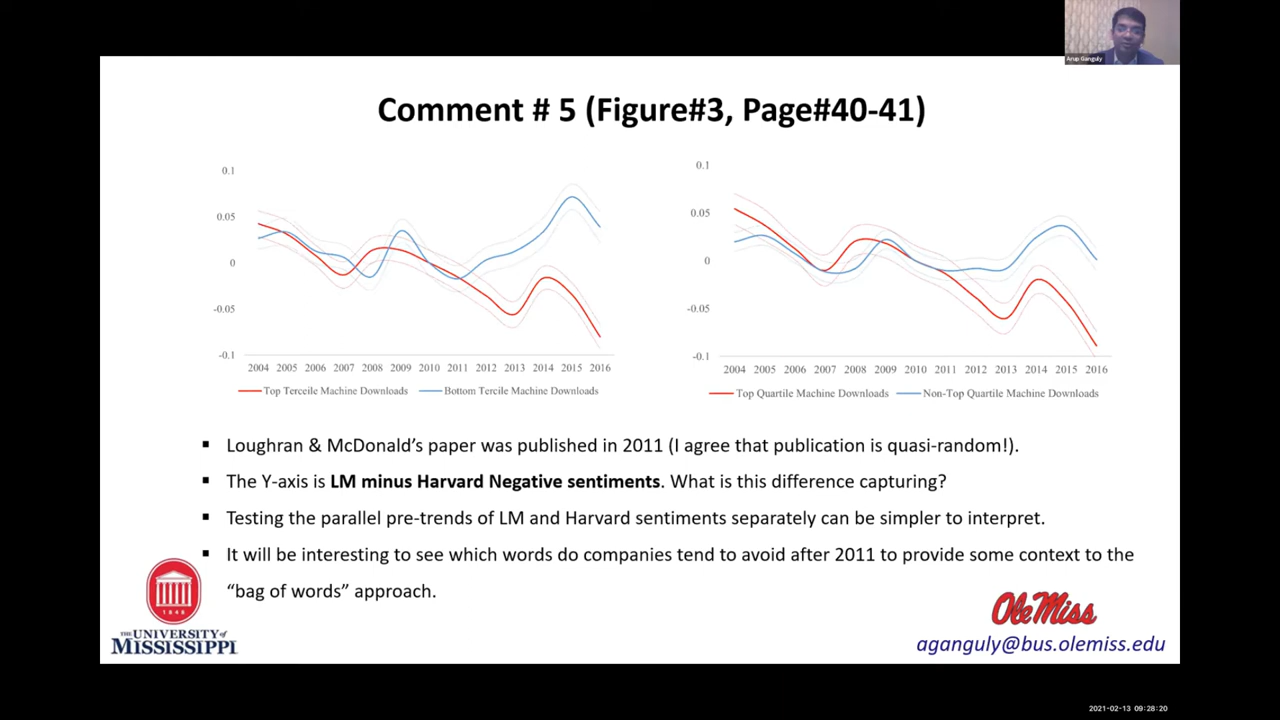 Arup Ganguly
Comment # 5 (Figure#3, Page#40-41)
0.1
0.05
0
-0.05
-0.1
2004 2005 2006 2007 2008 2009 2010 2011 2012 2013 2014 2015 2016
Top Terceile Machine Downloads Bottom Tercile Machine Downloads
0.1
0.05
0
-0.05
-0.1
2004 2005 2006 2007 2008 2009 2010 2011 2012 2013 2014 2015 2016
Top Quartile Machine Downloads Non-Top Quartile Machine Downloads
▪ Loughran & McDonald’s paper was published in 2011 (I agree that publication is quasi-random!).
▪ The Y-axis is LM minus Harvard Negative sentiments. What is this difference capturing?
▪ Testing the parallel pre-trends of LM and Harvard sentiments separately can be simpler to interpret.
▪ It will be interesting to see which words do companies tend to avoid after 2011 to provide some context to the
“bag of words” approach.
1848
THE UNIVERSITY of
MISSISSIPPI
Ole Miss
aganguly@bus.olemiss.edu
2021-02-13 09:28:20